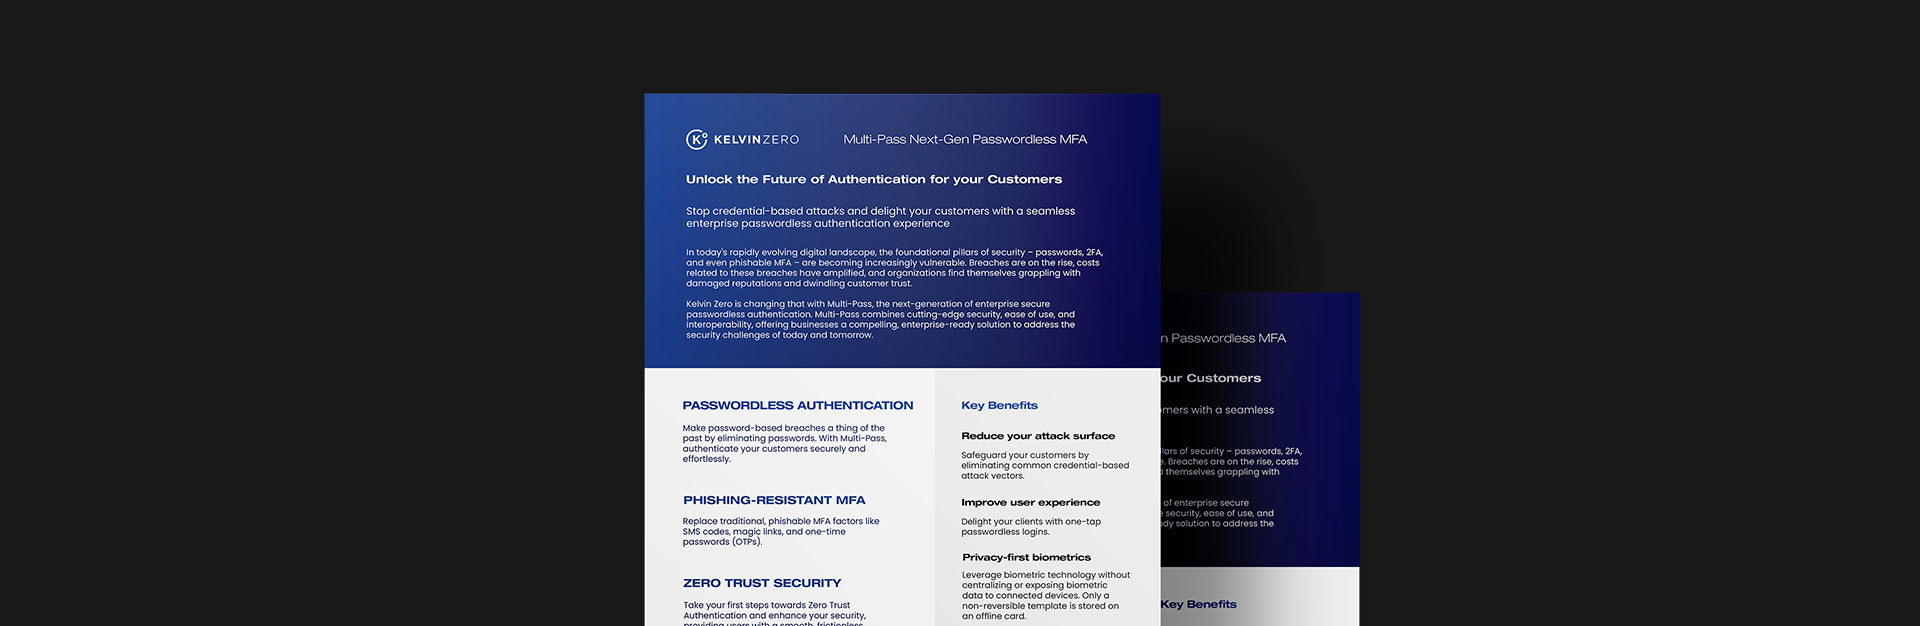 KELVIN ZERO
Multi-Pass Next-Gen Passwordless MFA
Unlock the Future of Authentication for your Customers
Stop credential-based attacks and delight your customers with a seamless
enterprise passwordless authentication experience
In today's rapidly evolving digital landscape, the foundational pillars of security – passwords, 2FA,
and even phishable MFA – are becoming increasingly vulnerable. Breaches are on the rise, costs
related to these breaches have amplified, and organizations find themselves grappling with
damaged reputations and dwindling customer trust.
Kelvin Zero is changing that with Multi-Pass, the next-generation of enterprise secure
passwordless authentication. Multi-Pass combines cutting-edge security, ease of use, and
interoperability, offering businesses a compelling, enterprise-ready solution to address the
security challenges of today and tomorrow.
PASSWORDLESS AUTHENTICATION
Make password-based breaches a thing of the
past by eliminating passwords. With Multi-Pass,
authenticate your customers securely and
effortlessly.
PHISHING-RESISTANT MFA
Replace traditional, phishable MFA factors like
SMS codes, magic links, and one-time
passwords (OTPs).
ZERO TRUST SECURITY
Take your first steps towards Zero Trust
Authentication and enhance your security,
providing users with a smooth, frictionless
Key Benefits
Reduce your attack surface
Safeguard your customers by
eliminating common credential-based
attack vectors.
Improve user experience
Delight your clients with one-tap
passwordless logins.
Privacy-first biometrics
Leverage biometric technology without
centralizing or exposing biometric
data to connected devices. Only a
non-reversible template is stored on
an offline card.
n Passwordless MFA
our Customers
mers with a seamless
llars of security – passwords, 2FA,
. Breaches are on the rise, costs
themselves grappling with
of enterprise secure
security, ease of use, and
ady solution to address the
Key Benefits